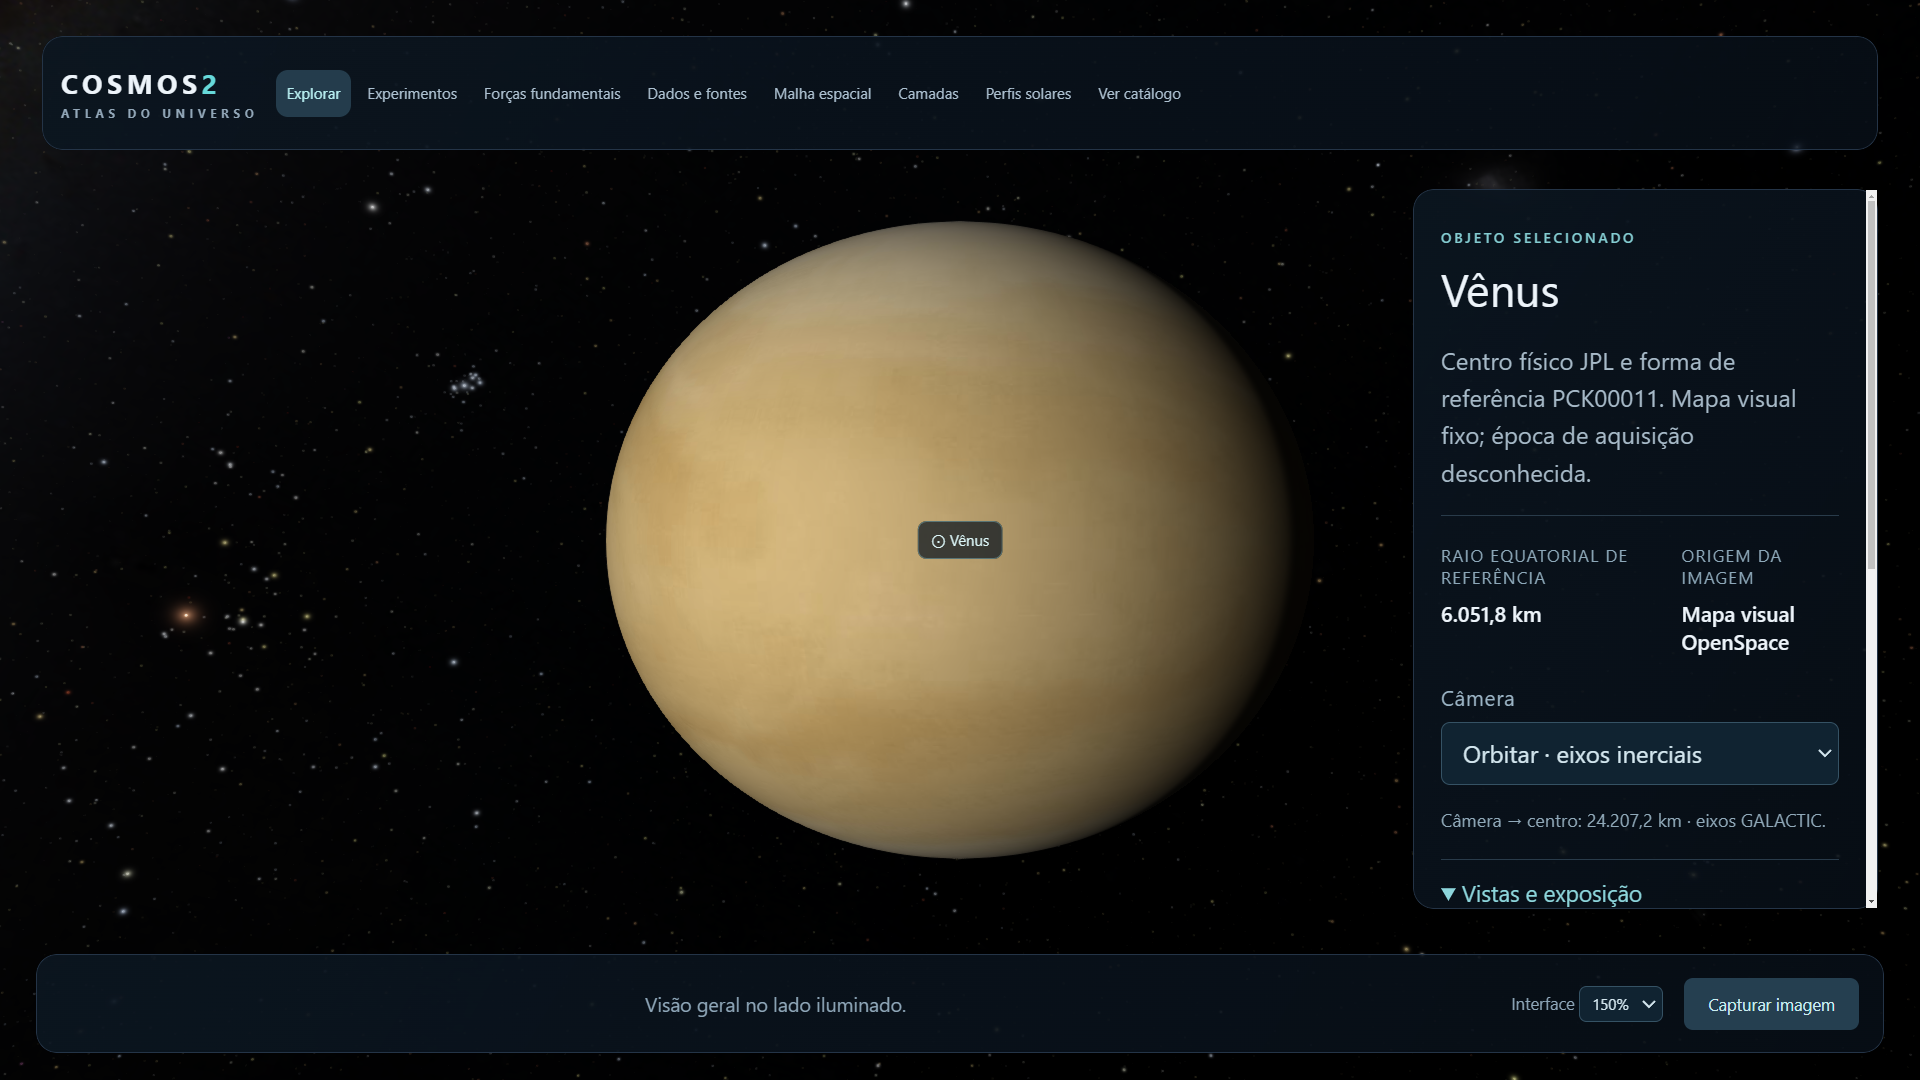 COSMOS2
ATLAS DO UNIVERSO
Explorar
Experimentos
Forças fundamentais
Dados e fontes
Malha espacial
Camadas
Perfis solares
Ver catálogo
OBJETO SELECIONADO
Vênus
Centro físico JPL e forma de
referência PCK00011. Mapa visual
fixo; época de aquisição
desconhecida.
RAIO EQUATORIAL DE
REFERÊNCIA
6.051,8 km
ORIGEM DA
IMAGEM
Mapa visual
OpenSpace
Câmera
Orbitar · eixos inerciais
Câmera → centro: 24.207,2 km · eixos GALACTIC.
▼ Vistas e exposição
Vênus
Visão geral no lado iluminado.
Interface
150%
Capturar imagem